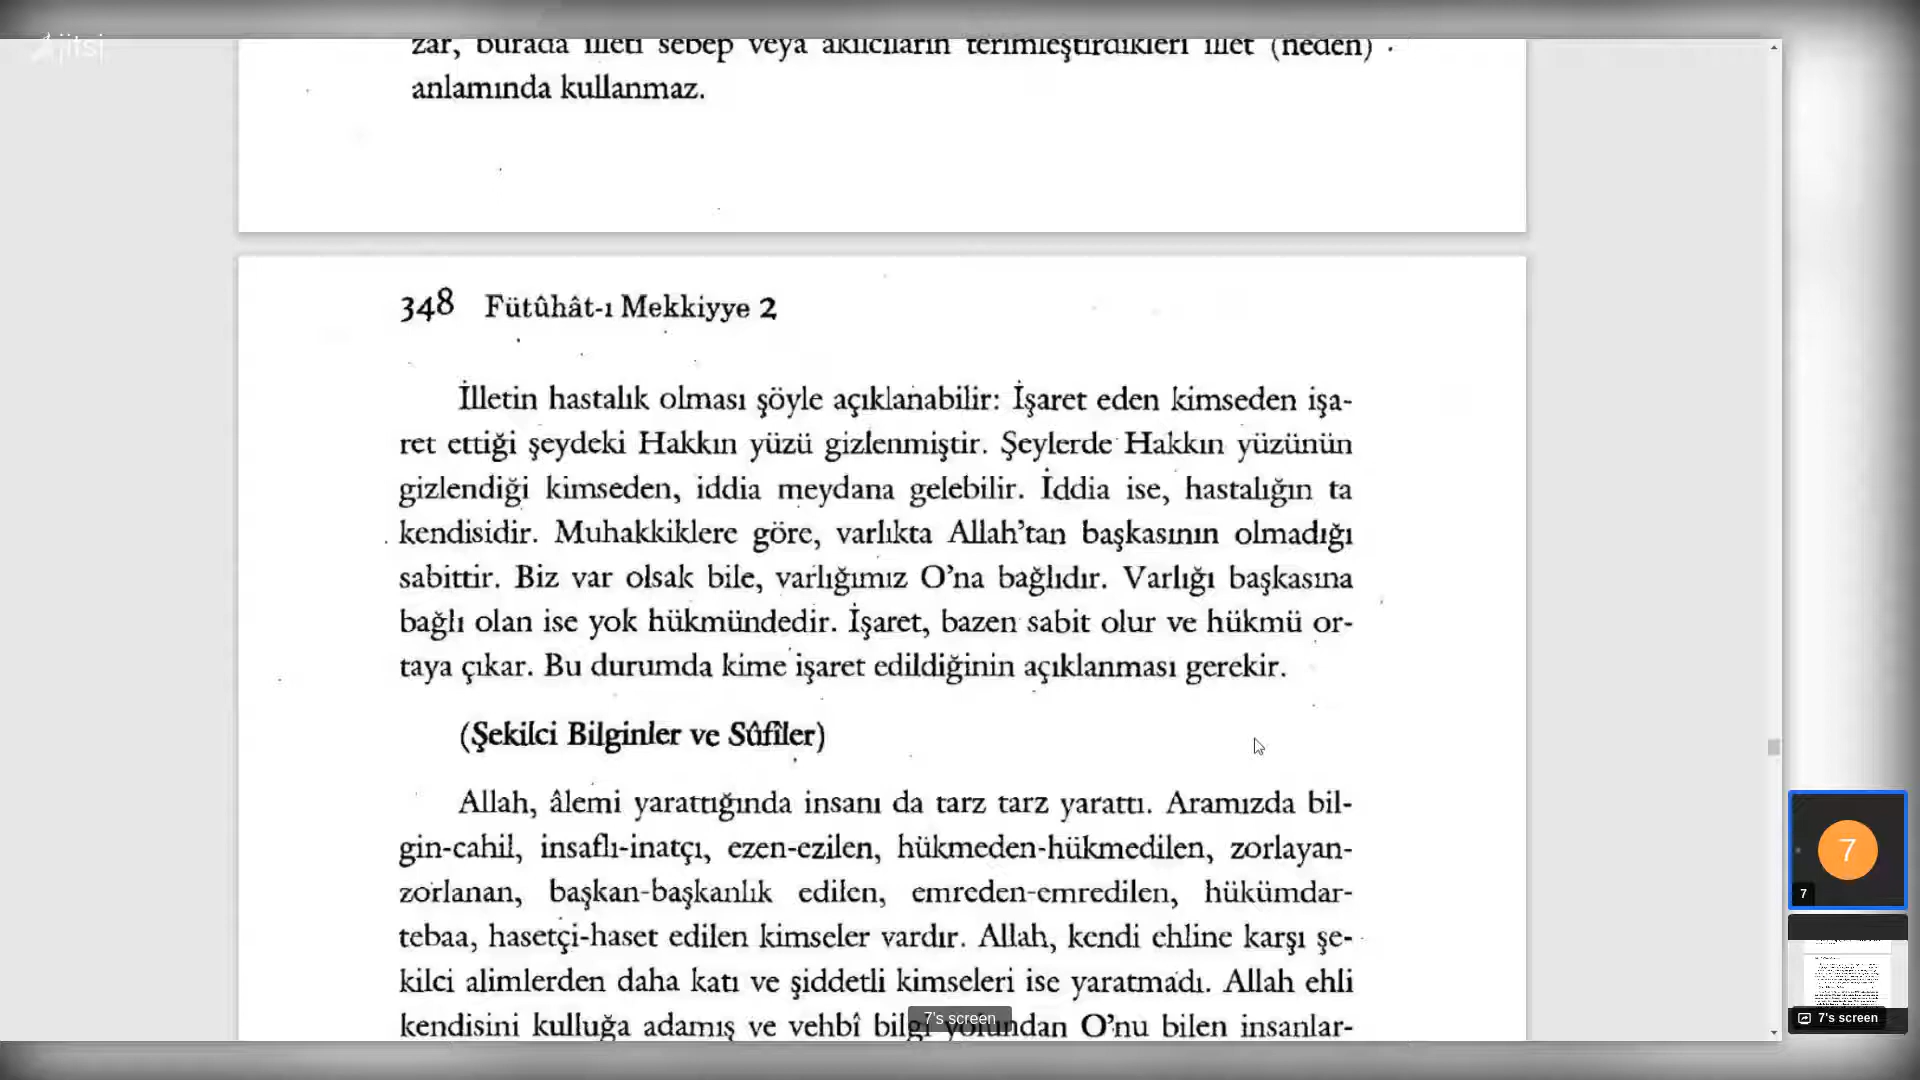 jitsi
zar, burada illeti sebep veya akılcıların terimleştirdikleri illet (neden)
anlamında kullanmaz.
348 Fütûhât-ı Mekkiyye 2
İlletin hastalık olması şöyle açıklanabilir: İşaret eden kimseden işa-
ret ettiği şeydeki Hakkın yüzü gizlenmiştir. Şeylerde Hakkın yüzünün
gizlendiği kimseden, iddia meydana gelebilir. İddia ise, hastalığın ta
kendisidir. Muhakkiklere göre, varlıkta Allah'tan başkasının olmadığı
sabittir. Biz var olsak bile, varlığımız O'na bağlıdır. Varlığı başkasına
bağlı olan ise yok hükmündedir. İşaret, bazen sabit olur ve hükmü or-
taya çıkar. Bu durumda kime işaret edildiğinin açıklanması gerekir.
(Şekilci Bilginler ve Sûfîler)
Allah, âlemi yarattığında insanı da tarz tarz yarattı. Aramızda bil-
gin-cahil, insaflı-inatçı, ezen-ezilen, hükmeden-hükmedilen, zorlayan-
zorlanan, başkan-başkanlık edilen, emreden-emredilen, hükümdar-
tebaa, hasetçi-haset edilen kimseler vardır. Allah, kendi ehline karşı şe-
kilci alimlerden daha katı ve şiddetli kimseleri ise yaratmadı. Allah ehli
kendisini kulluğa adamış ve vehbî bilgi yolundan O'nu bilen insanlar-
7's screen
7
7
7's screen